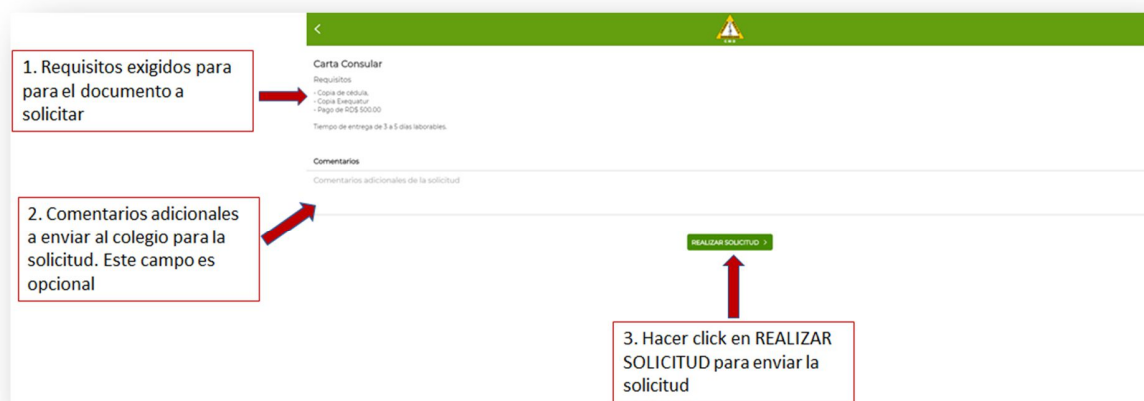 1. Requisitos exigidos para
para el documento a
solicitar
Carta Consular
Requisitos
- Copia de cédula,
- Copia Exequatur
- Pago de RD$ 500.00
Tiempo de entrega de 3 a 5 días laborables.
Comentarios
Comentarios adicionales de la solicitud
2. Comentarios adicionales
a enviar al colegio para la
solicitud. Este campo es
opcional
REALIZAR SOLICITUD >
3. Hacer click en REALIZAR
SOLICITUD para enviar la
solicitud